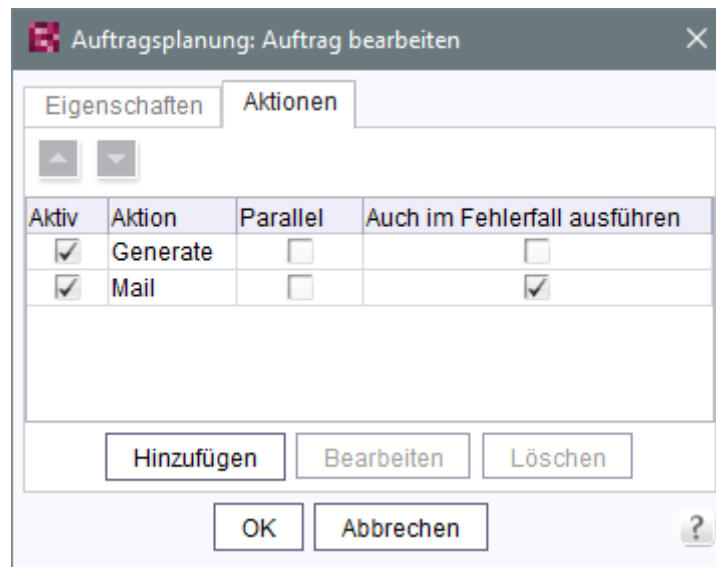 Auftragsplanung: Auftrag bearbeiten
Eigenschaften Aktionen
Aktiv Aktion Parallel Auch im Fehlerfall ausführen
Generate
Mail
Hinzufügen Bearbeiten Löschen
OK Abbrechen ?